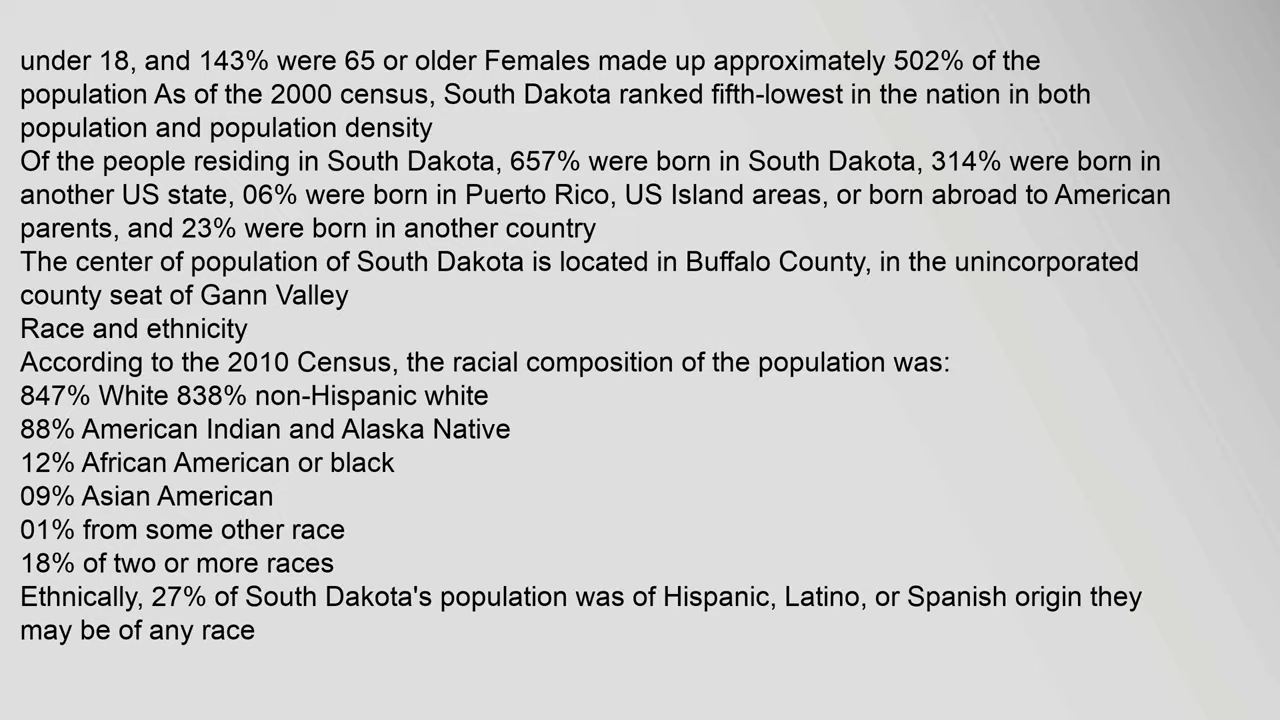 under 18, and 143% were 65 or older Females made up approximately 502% of the
population As of the 2000 census, South Dakota ranked fifth-lowest in the nation in both
population and population density
Of the people residing in South Dakota, 657% were born in South Dakota, 314% were born in
another US state, 06% were born in Puerto Rico, US Island areas, or born abroad to American
parents, and 23% were born in another country
The center of population of South Dakota is located in Buffalo County, in the unincorporated
county seat of Gann Valley
Race and ethnicity
According to the 2010 Census, the racial composition of the population was:
847% White 838% non-Hispanic white
88% American Indian and Alaska Native
12% African American or black
09% Asian American
01% from some other race
18% of two or more races
Ethnically, 27% of South Dakota's population was of Hispanic, Latino, or Spanish origin they
may be of any race